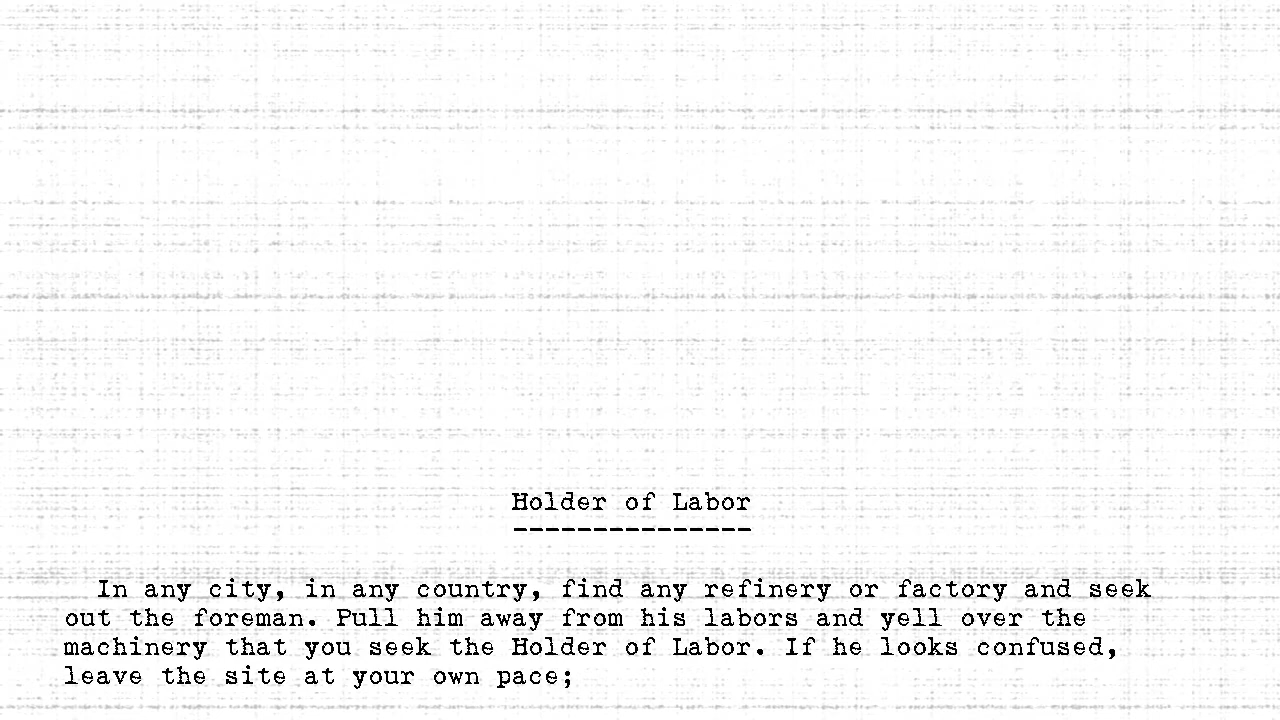 Holder of Labor
---------------
In any city, in any country, find any refinery or factory and seek
out the foreman. Pull him away from his labors and yell over the
machinery that you seek the Holder of Labor. If he looks confused,
leave the site at your own pace;